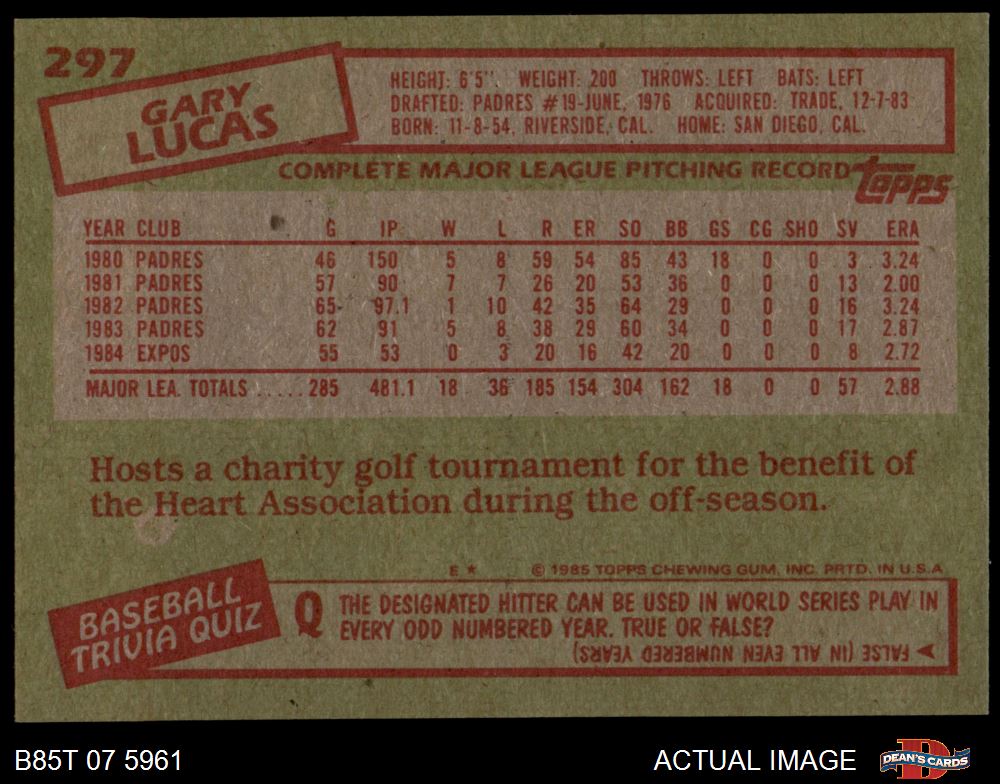 297
GARY
LUCAS
HEIGHT: 6'5". WEIGHT: 200 THROWS: LEFT BATS: LEFT
DRAFTED: PADRES #19-JUNE, 1976 ACQUIRED: TRADE, 12-7-83
BORN: 11-8-54, RIVERSIDE, CAL. HOME: SAN DIEGO, CAL.
COMPLETE MAJOR LEAGUE PITCHING RECORD topps
YEAR CLUB G IP W L R ER SO BB GS CG SHO SV ERA
1980 PADRES 46 150 5 8 59 54 85 43 18 0 0 3 3.24
1981 PADRES 57 90 7 7 26 20 53 36 0 0 0 13 2.00
1982 PADRES 65 97.1 1 10 42 35 64 29 0 0 0 16 3.24
1983 PADRES 62 91 5 8 38 29 60 34 0 0 0 17 2.87
1984 EXPOS 55 53 0 3 20 16 42 20 0 0 0 8 2.72
MAJOR LEA. TOTALS ..... 285 481.1 18 36 185 154 304 162 18 0 0 57 2.88
Hosts a charity golf tournament for the benefit of
the Heart Association during the off-season.
E * © 1985 TOPPS CHEWING GUM, INC. PRTD. IN U.S.A.
BASEBALL
TRIVIA QUIZ
Q THE DESIGNATED HITTER CAN BE USED IN WORLD SERIES PLAY IN
EVERY ODD NUMBERED YEAR. TRUE OR FALSE?
FALSE (IN ALL EVEN NUMBERED YEARS)
B85T 07 5961 ACTUAL IMAGE DEAN'S CARDS